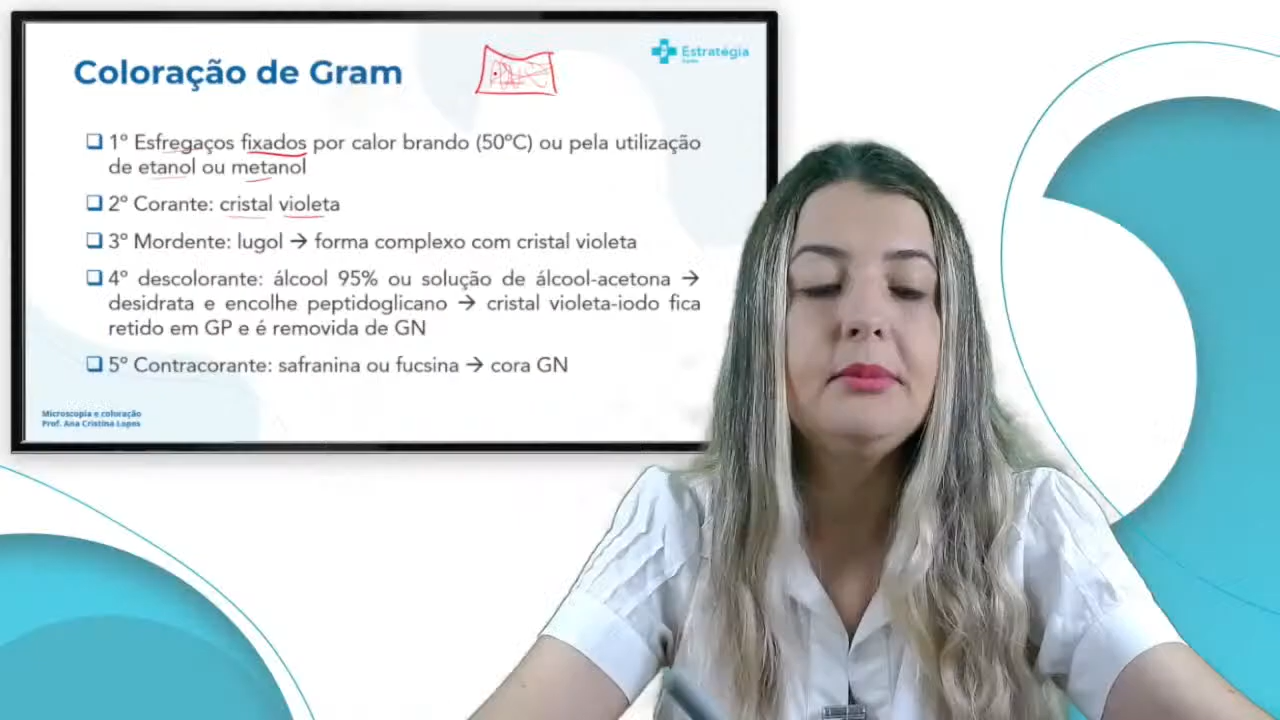 Coloração de Gram
Estratégia
❑ 1º Esfregaços fixados por calor brando (50ºC) ou pela utilização
de etanol ou metanol
❑ 2º Corante: cristal violeta
❑ 3º Mordente: lugol → forma complexo com cristal violeta
❑ 4º descolorante: álcool 95% ou solução de álcool-acetona →
desidrata e encolhe peptidoglicano → cristal violeta-iodo fica
retido em GP e é removida de GN
❑ 5º Contracorante: safranina ou fucsina → cora GN
Microscopia e coloração
Prof. Ana Cristina Lopes